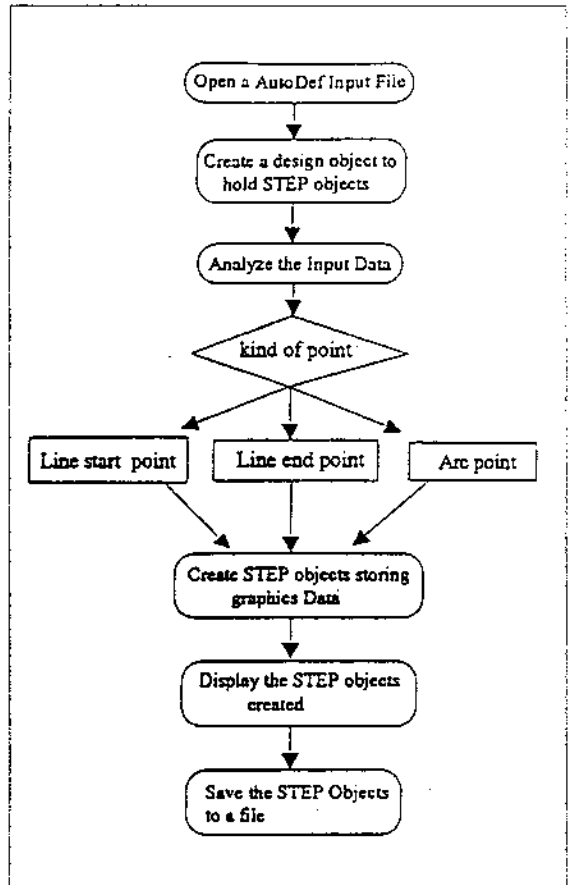 Open a AutoDef Input File
Create a design object to
hold STEP objects
Analyze the Input Data
kind of point
Line start point
Line end point
Arc point
Create STEP objects storing
graphics Data
Display the STEP objects
created
Save the STEP Objects
to a file